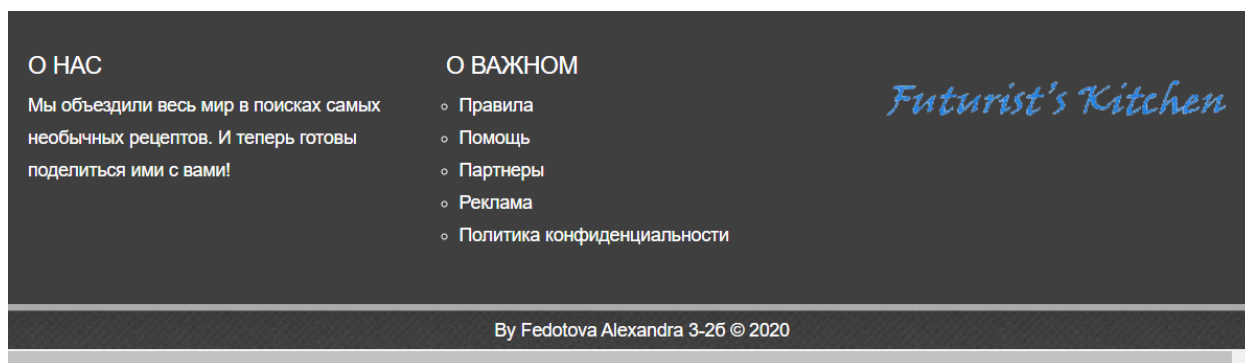 О НАС
Мы объездили весь мир в поисках самых
необычных рецептов. И теперь готовы
поделиться ими с вами!
О ВАЖНОМ
Правила
Помощь
Партнеры
Реклама
Политика конфиденциальности
Futurist's Kitchen
By Fedotova Alexandra 3-2б © 2020